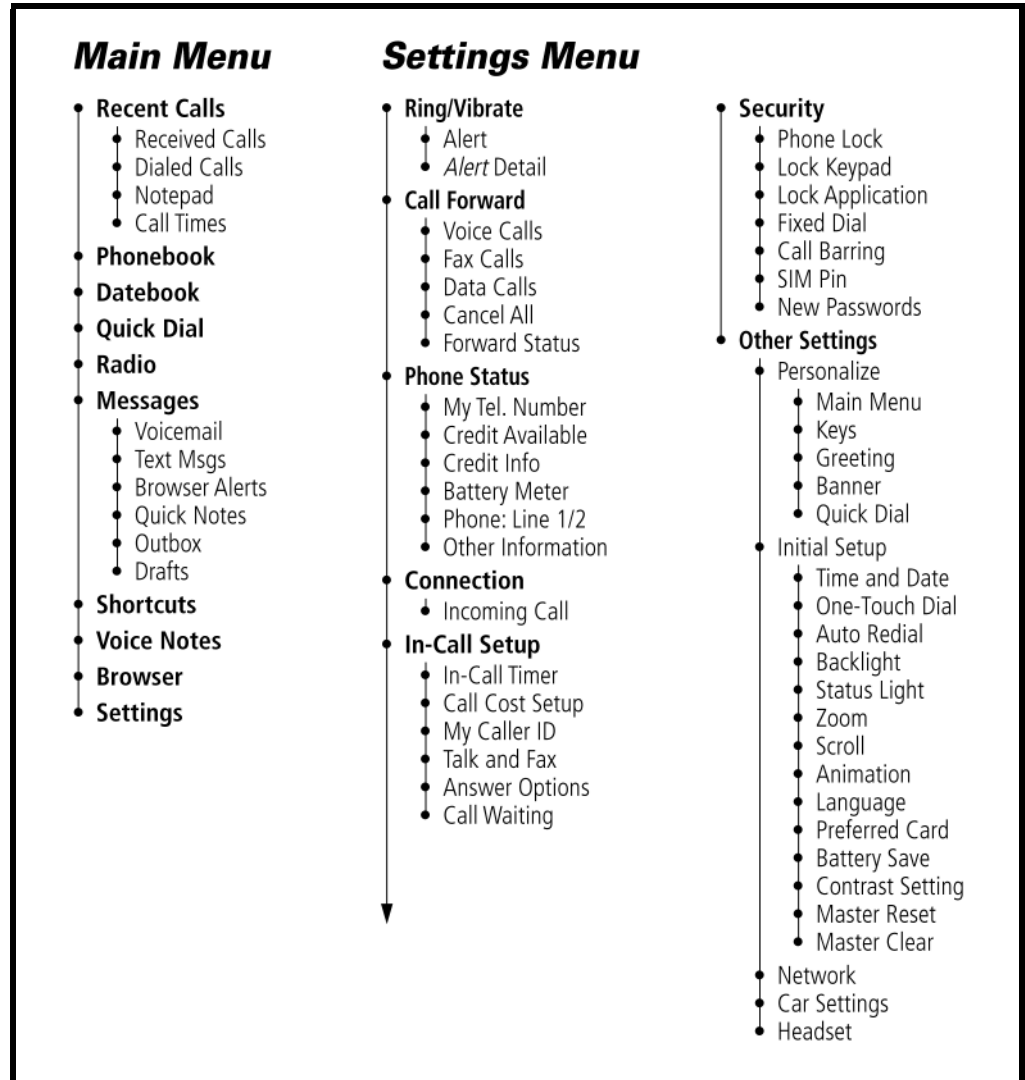 Main Menu
Recent Calls
Received Calls
Dialed Calls
Notepad
Call Times
Phonebook
Datebook
Quick Dial
Radio
Messages
Voicemail
Text Msgs
Browser Alerts
Quick Notes
Outbox
Drafts
Shortcuts
Voice Notes
Browser
Settings
Settings Menu
Ring/Vibrate
Alert
Alert Detail
Call Forward
Voice Calls
Fax Calls
Data Calls
Cancel All
Forward Status
Phone Status
My Tel. Number
Credit Available
Credit Info
Battery Meter
Phone: Line 1/2
Other Information
Connection
Incoming Call
In-Call Setup
In-Call Timer
Call Cost Setup
My Caller ID
Talk and Fax
Answer Options
Call Waiting
Security
Phone Lock
Lock Keypad
Lock Application
Fixed Dial
Call Barring
SIM Pin
New Passwords
Other Settings
Personalize
Main Menu
Keys
Greeting
Banner
Quick Dial
Initial Setup
Time and Date
One-Touch Dial
Auto Redial
Backlight
Status Light
Zoom
Scroll
Animation
Language
Preferred Card
Battery Save
Contrast Setting
Master Reset
Master Clear
Network
Car Settings
Headset